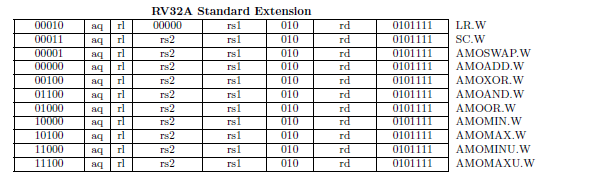 RV32A Standard Extension
00010 aq rl 00000 rs1 010 rd 0101111 LR.W
00011 aq rl rs2 rs1 010 rd 0101111 SC.W
00001 aq rl rs2 rs1 010 rd 0101111 AMOSWAP.W
00000 aq rl rs2 rs1 010 rd 0101111 AMOADD.W
00100 aq rl rs2 rs1 010 rd 0101111 AMOXOR.W
01100 aq rl rs2 rs1 010 rd 0101111 AMOAND.W
01000 aq rl rs2 rs1 010 rd 0101111 AMOOR.W
10000 aq rl rs2 rs1 010 rd 0101111 AMOMIN.W
10100 aq rl rs2 rs1 010 rd 0101111 AMOMAX.W
11000 aq rl rs2 rs1 010 rd 0101111 AMOMINU.W
11100 aq rl rs2 rs1 010 rd 0101111 AMOMAXU.W